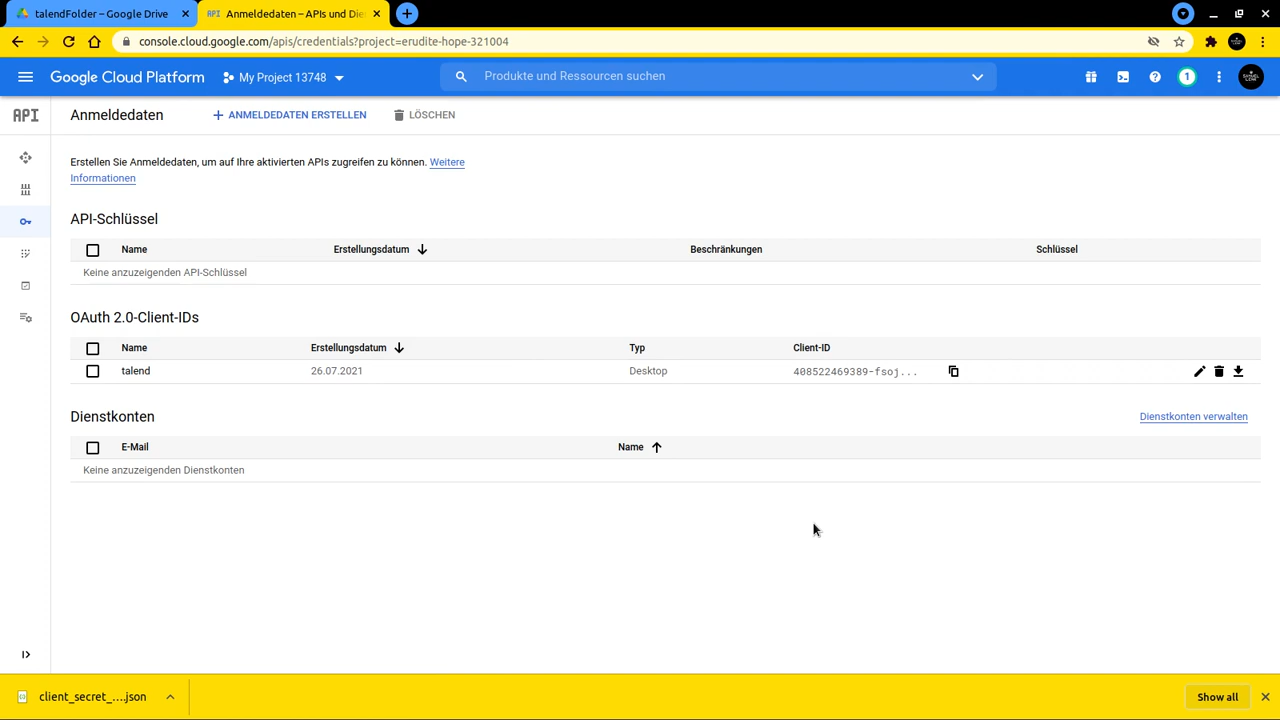 talendFolder – Google Drive
API Anmeldedaten – APIs und Die
console.cloud.google.com/apis/credentials?project=erudite-hope-321004
Google Cloud Platform
My Project 13748
Produkte und Ressourcen suchen
1
API
Anmeldedaten
ANMELDEDATEN ERSTELLEN
LÖSCHEN
Erstellen Sie Anmeldedaten, um auf Ihre aktivierten APIs zugreifen zu können. Weitere
Informationen
API-Schlüssel
Name Erstellungsdatum Beschränkungen Schlüssel
Keine anzuzeigenden API-Schlüssel
OAuth 2.0-Client-IDs
Name Erstellungsdatum Typ Client-ID
talend 26.07.2021 Desktop 408522469389-fsoj...
Dienstkonten
Dienstkonten verwalten
E-Mail Name
Keine anzuzeigenden Dienstkonten
client_secret_....json
Show all